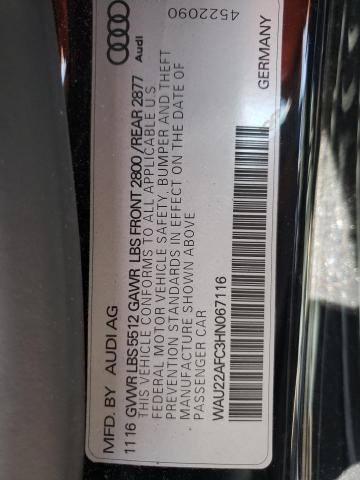 MFD. BY AUDI AG
1116 GVWR LBS 5512 GAWR LBS FRONT 2800 /REAR 2877
THIS VEHICLE CONFORMS TO ALL APPLICABLE U.S.
FEDERAL MOTOR VEHICLE SAFETY, BUMPER AND THEFT
PREVENTION STANDARDS IN EFFECT ON THE DATE OF
MANUFACTURE SHOWN ABOVE
PASSENGER CAR
WAU22AFC3HN067116
GERMANY
Audi
4522090